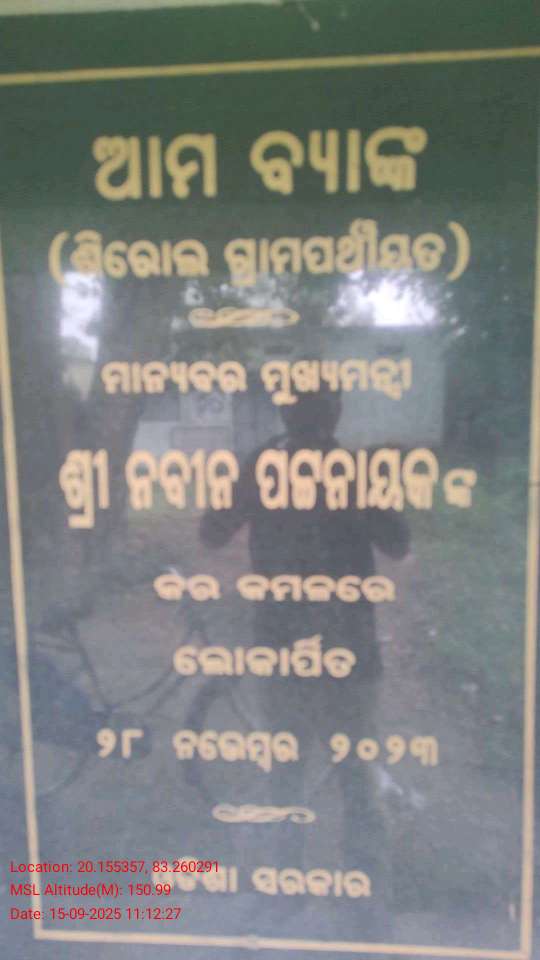 ଆମ ବ୍ୟାଙ୍କ
(ଶିରୋଲ ଗ୍ରାମପଞ୍ଚାୟତ)
ମାନ୍ୟବର ମୁଖ୍ୟମନ୍ତ୍ରୀ
ଶ୍ରୀ ନବୀନ ପଟ୍ଟନାୟକଙ୍କ
କର କମଳରେ
ଲୋକାର୍ପିତ
୨୮ ନଭେମ୍ବର ୨୦୨୩
ସରକାର
Location: 20.155357, 83.260291
MSL Altitude(M): 150.99
Date: 15-09-2025 11:12:27